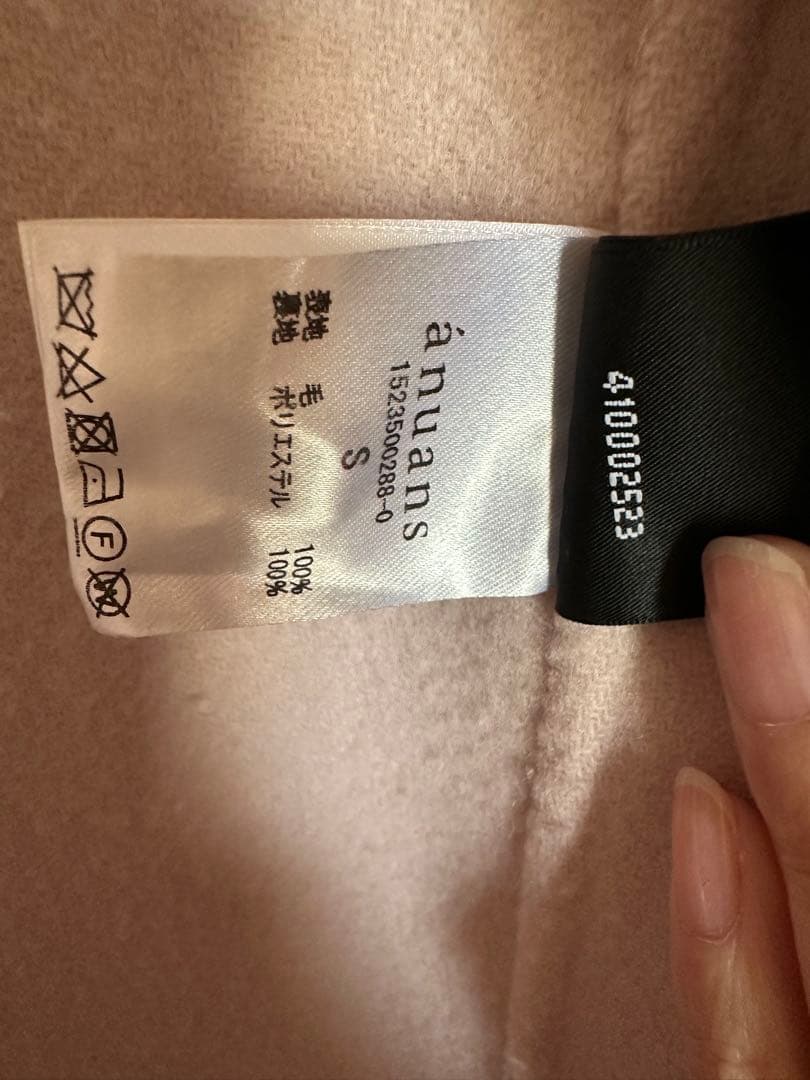 ánuans
1523500288-0
S
表地 毛 100%
裏地 ポリエステル 100%
F
W
410002523